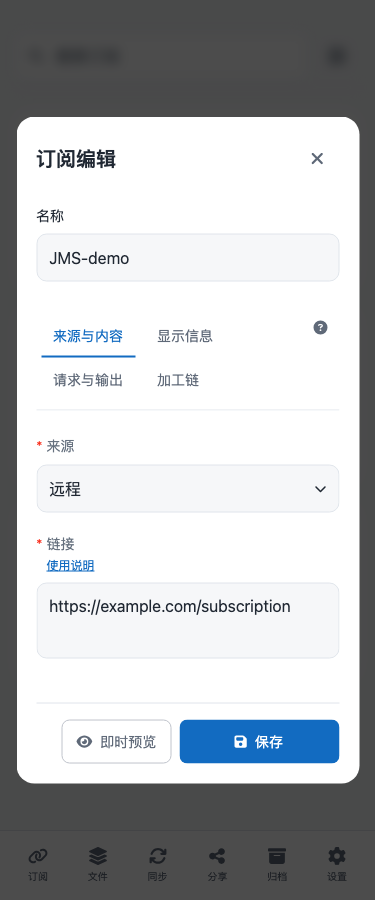 订阅编辑
名称
JMS-demo
来源与内容
显示信息
请求与输出
加工链
* 来源
远程
* 链接
使用说明
https://example.com/subscription
即时预览
保存
订阅
文件
同步
分享
归档
设置